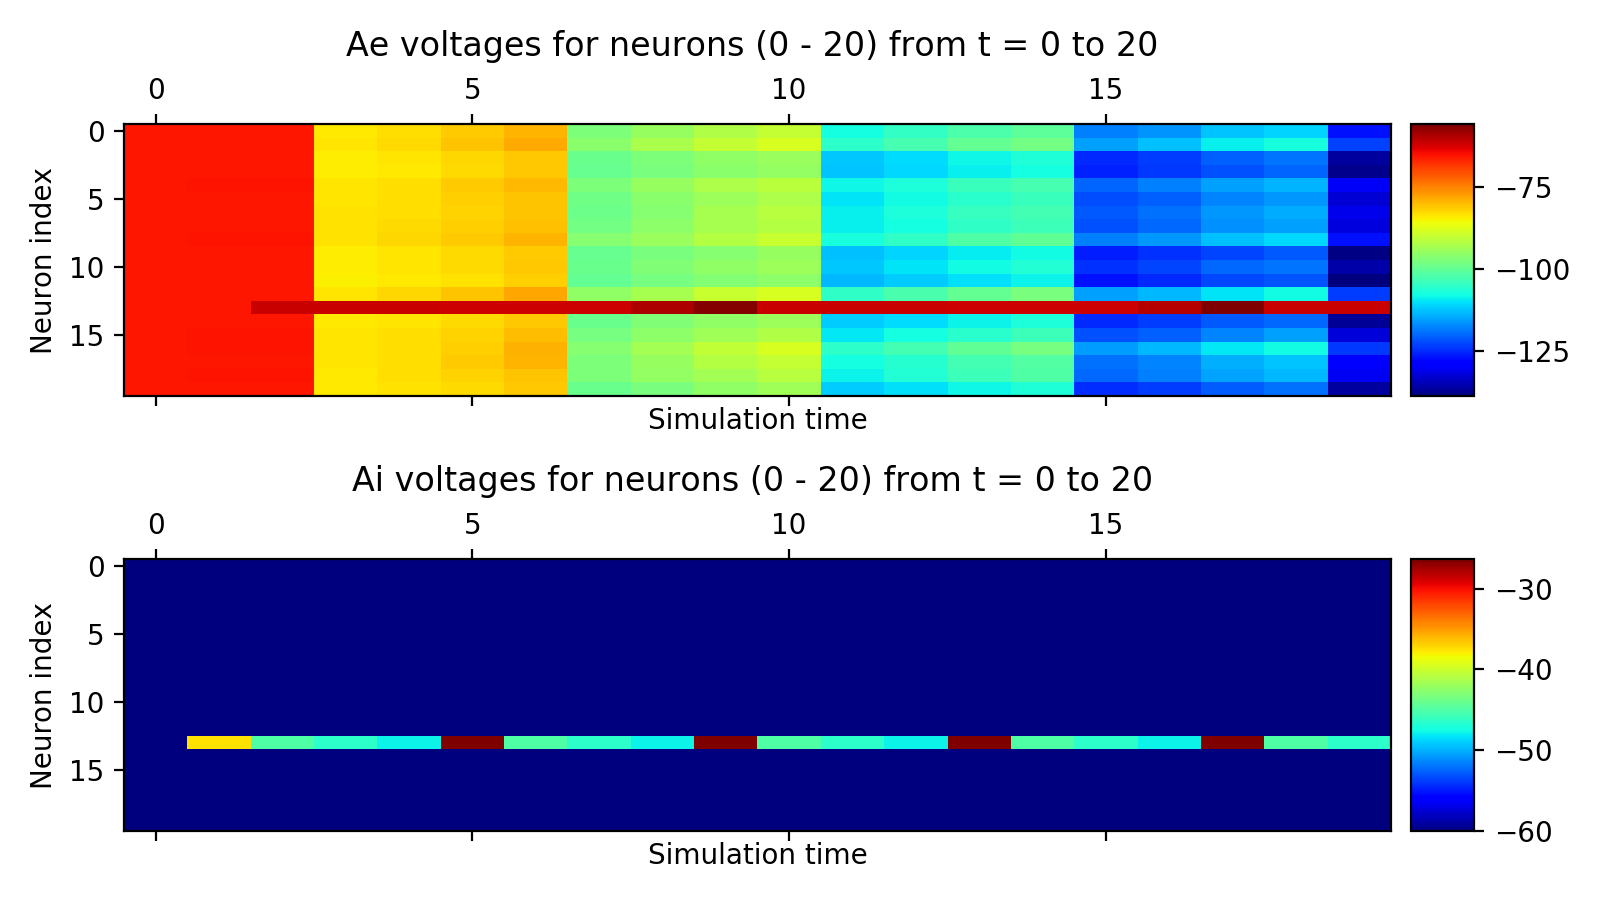 Ae voltages for neurons (0 - 20) from t = 0 to 20
0 5 10 15
Neuron index
0
5
10
15
Simulation time
−75
−100
−125
Ai voltages for neurons (0 - 20) from t = 0 to 20
0 5 10 15
Neuron index
0
5
10
15
Simulation time
−30
−40
−50
−60